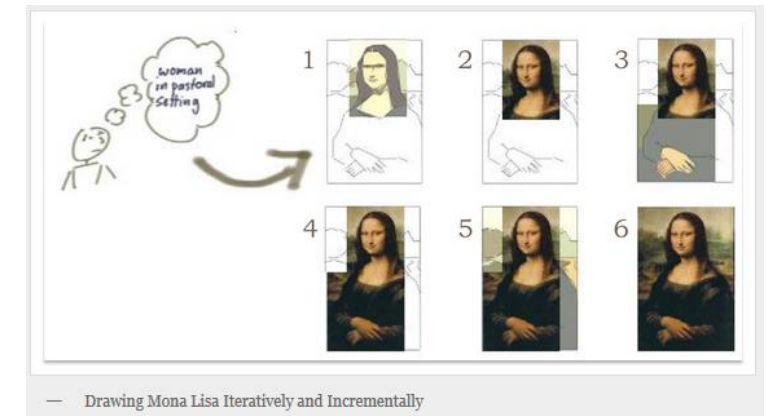 woman
in pastoral
setting
1
2
3
4
5
6
— Drawing Mona Lisa Iteratively and Incrementally